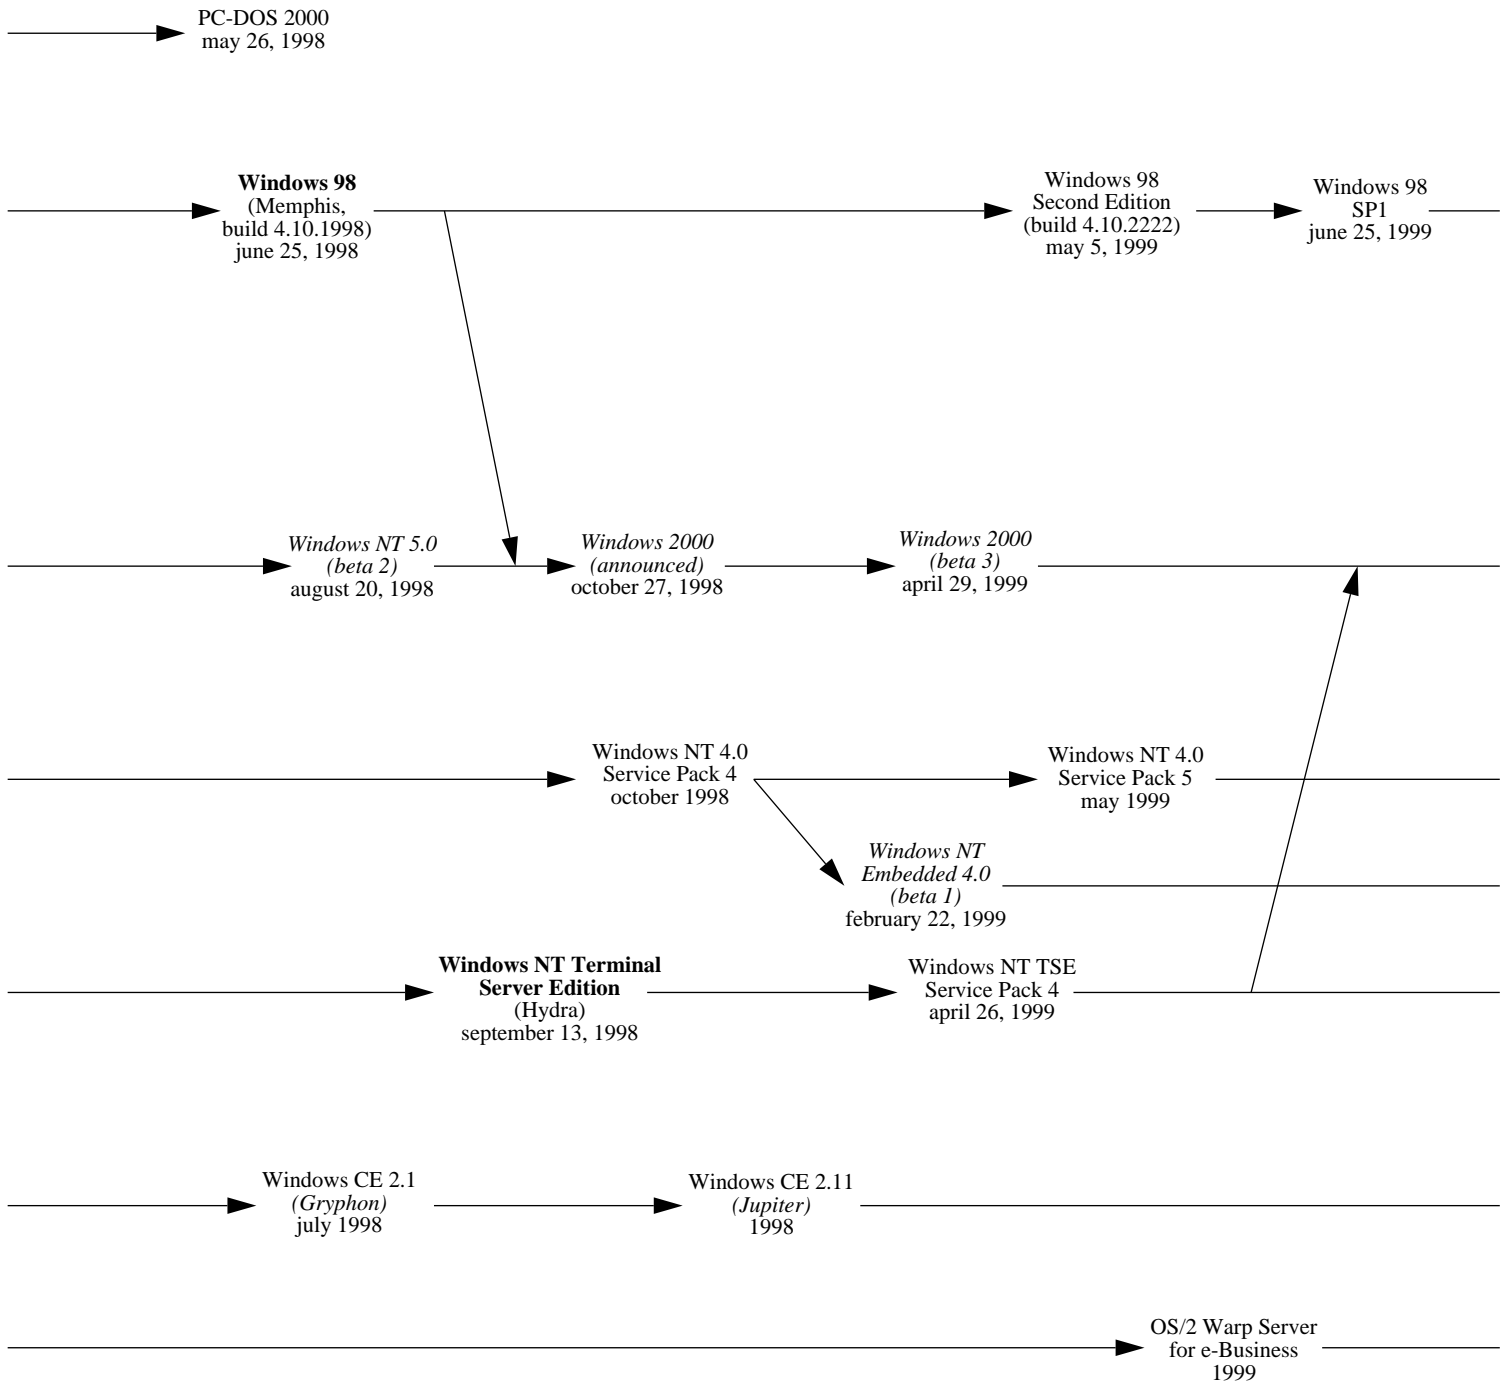 PC-DOS 2000
may 26, 1998
Windows 98
(Memphis,
build 4.10.1998)
june 25, 1998
Windows 98
Second Edition
(build 4.10.2222)
may 5, 1999
Windows 98
SP1
june 25, 1999
Windows NT 5.0
(beta 2)
august 20, 1998
Windows 2000
(announced)
october 27, 1998
Windows 2000
(beta 3)
april 29, 1999
Windows NT 4.0
Service Pack 4
october 1998
Windows NT 4.0
Service Pack 5
may 1999
Windows NT
Embedded 4.0
(beta 1)
february 22, 1999
Windows NT Terminal
Server Edition
(Hydra)
september 13, 1998
Windows NT TSE
Service Pack 4
april 26, 1999
Windows CE 2.1
(Gryphon)
july 1998
Windows CE 2.11
(Jupiter)
1998
OS/2 Warp Server
for e-Business
1999